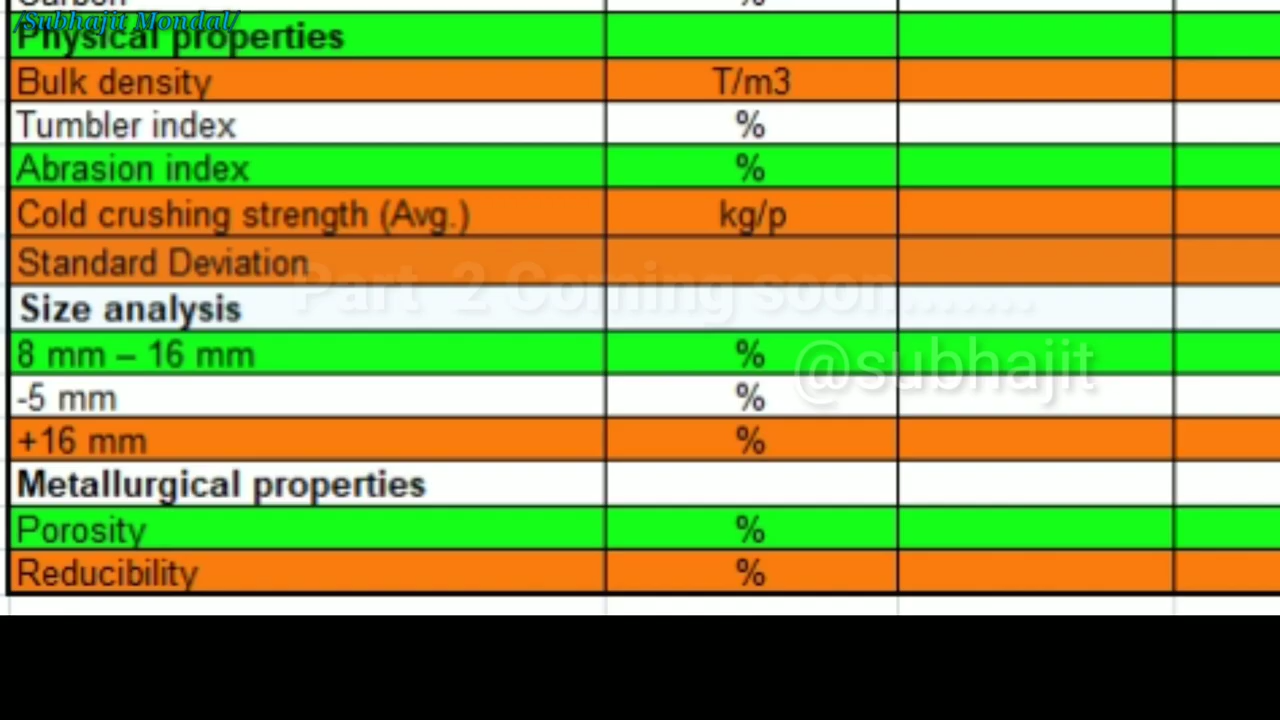 Carbon %
/Subhajit Mondal/
Physical properties
Bulk density T/m3
Tumbler index %
Abrasion index %
Cold crushing strength (Avg.) kg/p
Standard Deviation
Part 2 Coming soon.......
Size analysis
8 mm – 16 mm %
@subhajit
-5 mm %
+16 mm %
Metallurgical properties
Porosity %
Reducibility %